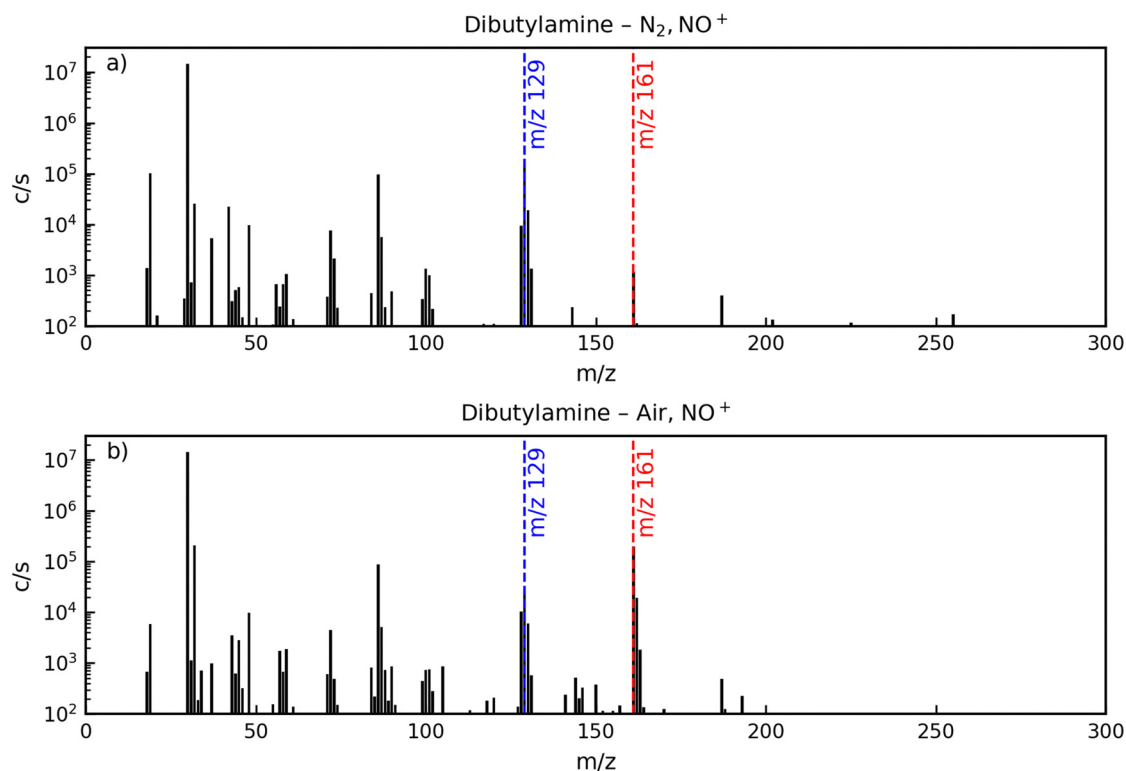 Dibutylamine – N₂, NO⁺
a)
10⁷
10⁶
10⁵
10⁴
10³
10²
c/s
m/z 129
m/z 161
0 50 100 150 200 250 300
m/z
Dibutylamine – Air, NO⁺
b)
10⁷
10⁶
10⁵
10⁴
10³
10²
c/s
m/z 129
m/z 161
0 50 100 150 200 250 300
m/z